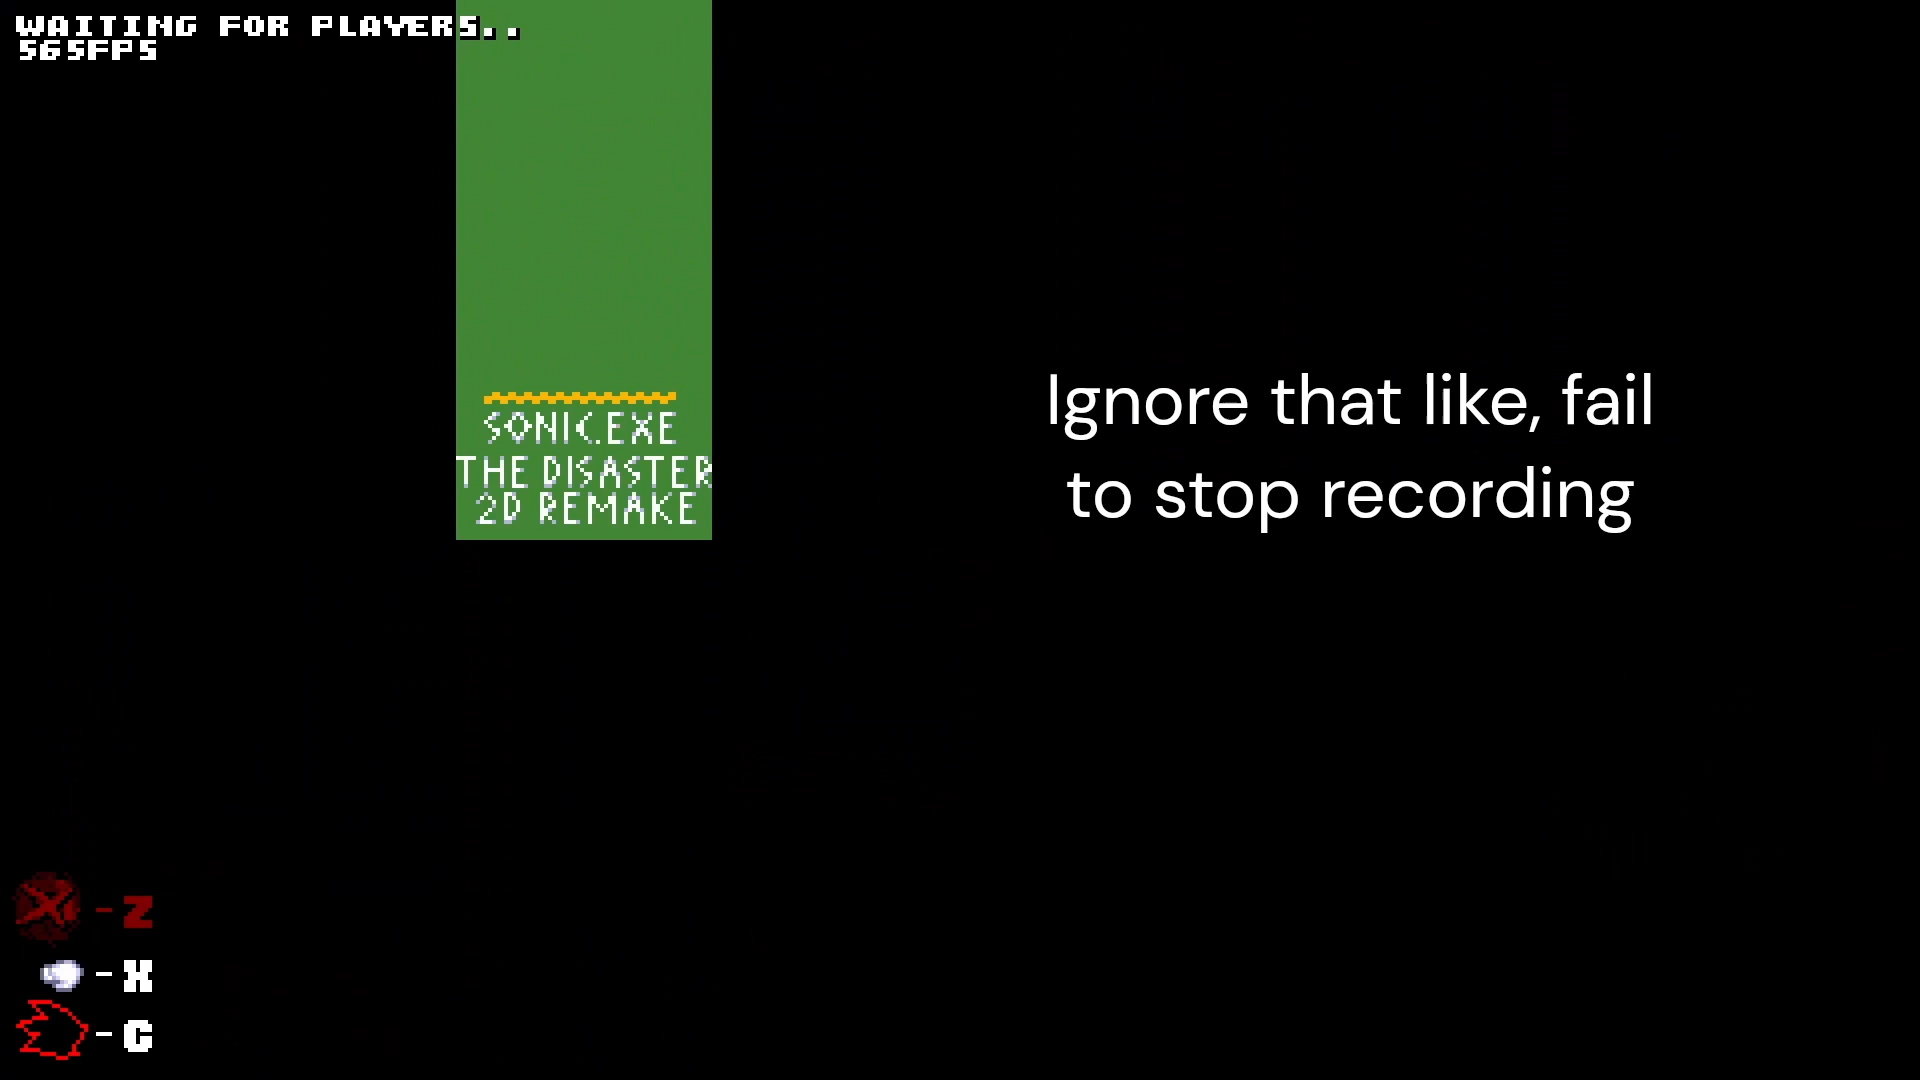 WAITING FOR PLAYERS..
565FPS
SONIC.EXE
THE DISASTER
2D REMAKE
Ignore that like, fail
to stop recording
- Z
- X
- C